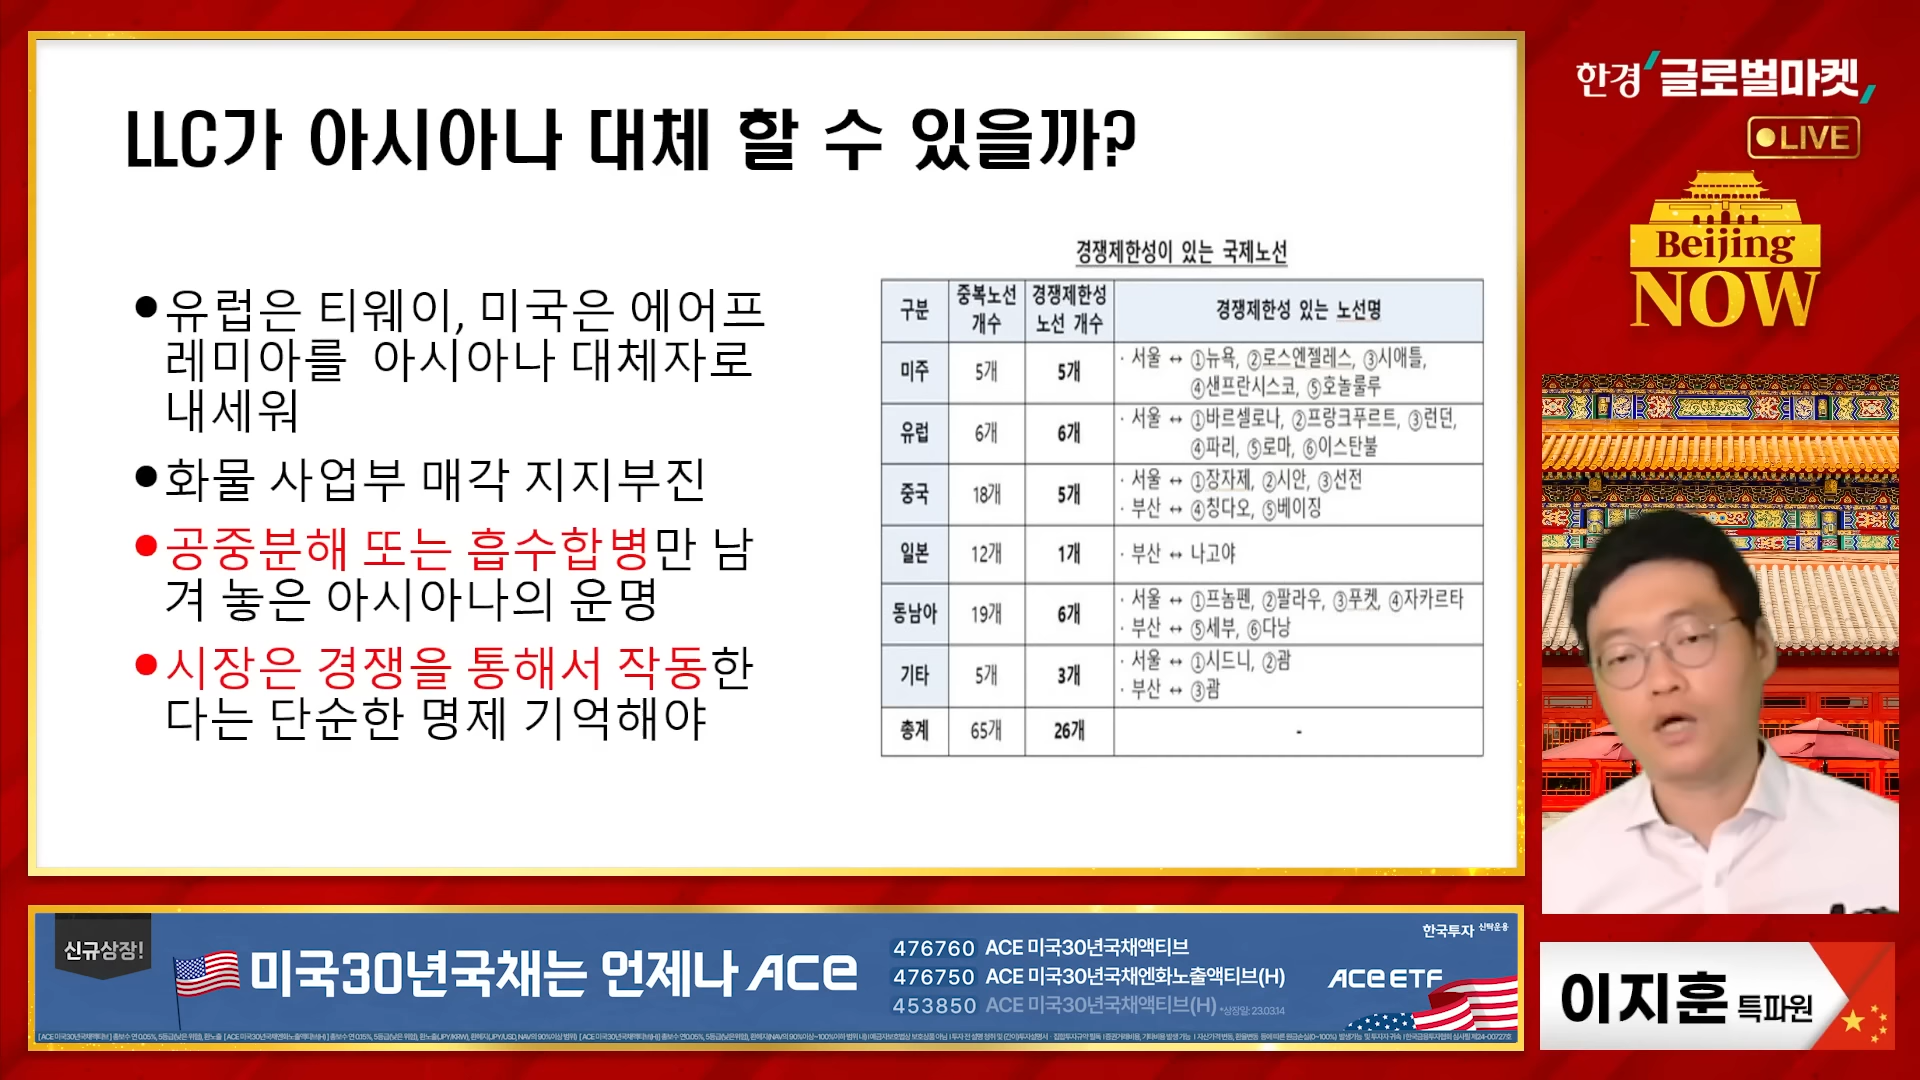 LLC가 아시아나 대체 할 수 있을까?
●유럽은 티웨이, 미국은 에어프
레미아를 아시아나 대체자로
내세워
●화물 사업부 매각 지지부진
●공중분해 또는 흡수합병만 남
겨 놓은 아시아나의 운명
●시장은 경쟁을 통해서 작동한
다는 단순한 명제 기억해야
경쟁제한성이 있는 국제노선
구분 중복노선 개수 경쟁제한성 노선 개수 경쟁제한성 있는 노선명
미주 5개 5개 · 서울 ↔ ①뉴욕, ②로스엔젤레스, ③시애틀,
④샌프란시스코, ⑤호놀룰루
유럽 6개 6개 · 서울 ↔ ①바르셀로나, ②프랑크푸르트, ③런던,
④파리, ⑤로마, ⑥이스탄불
중국 18개 5개 · 서울 ↔ ①장자제, ②시안, ③선전
· 부산 ↔ ④칭다오, ⑤베이징
일본 12개 1개 · 부산 ↔ 나고야
동남아 19개 6개 · 서울 ↔ ①프놈펜, ②팔라우, ③푸켓, ④자카르타
· 부산 ↔ ⑤세부, ⑥다낭
기타 5개 3개 · 서울 ↔ ①시드니, ②괌
· 부산 ↔ ③괌
총계 65개 26개 -
한경 글로벌마켓
LIVE
Beijing
NOW
이지훈 특파원
신규상장!
미국30년국채는 언제나 ACE
476760 ACE 미국30년국채액티브
476750 ACE 미국30년국채엔화노출액티브(H)
453850 ACE 미국30년국채액티브(H) *상장일: 23.03.14
한국투자 신탁운용
ACE ETF